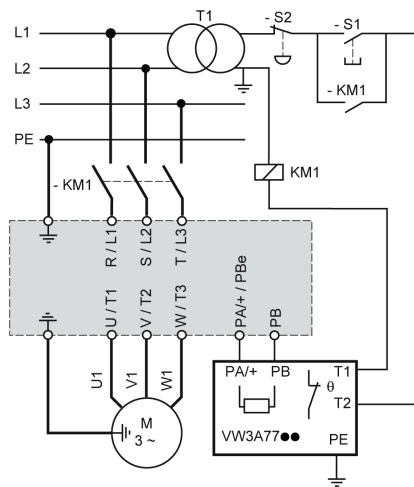 T1
- S2
- S1
L1
L2
L3
PE
- KM1
- KM1
KM1
R / L1
S / L2
T / L3
U / T1
V / T2
W / T3
PA/+ / PBe
PB
U1
V1
W1
M
3 ~
PA/+
PB
θ
T1
T2
VW3A77●●
PE